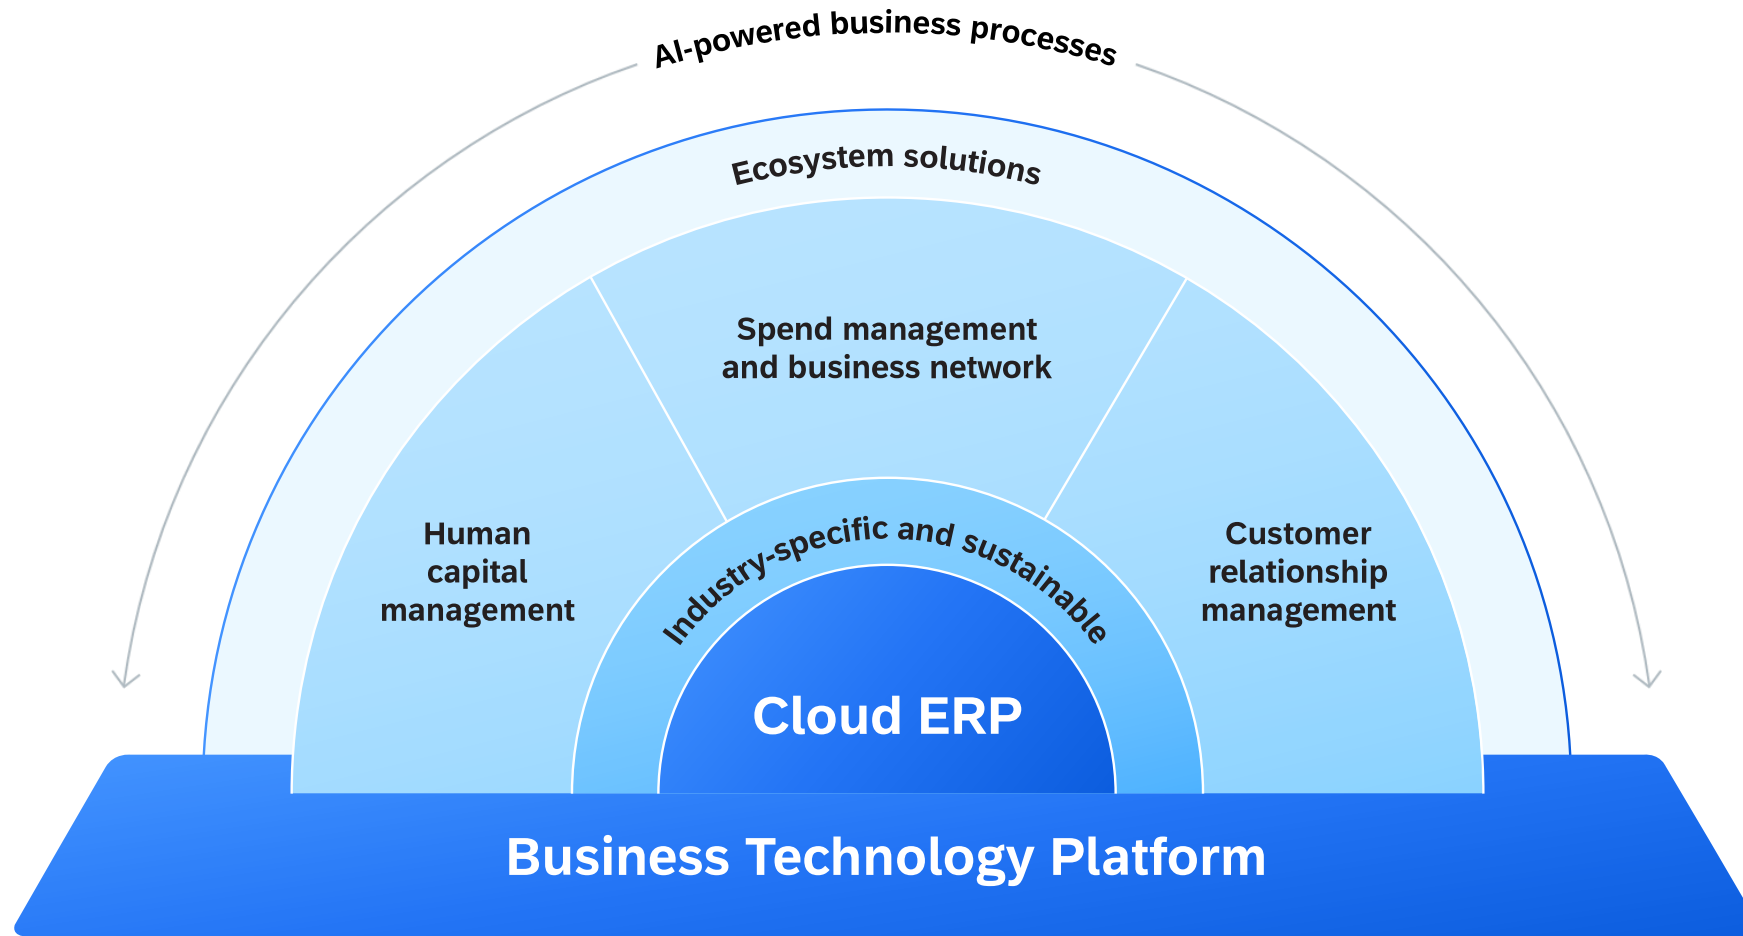 AI-powered business processes
Ecosystem solutions
Spend management
and business network
Human
capital
management
Customer
relationship
management
Industry-specific and sustainable
Cloud ERP
Business Technology Platform